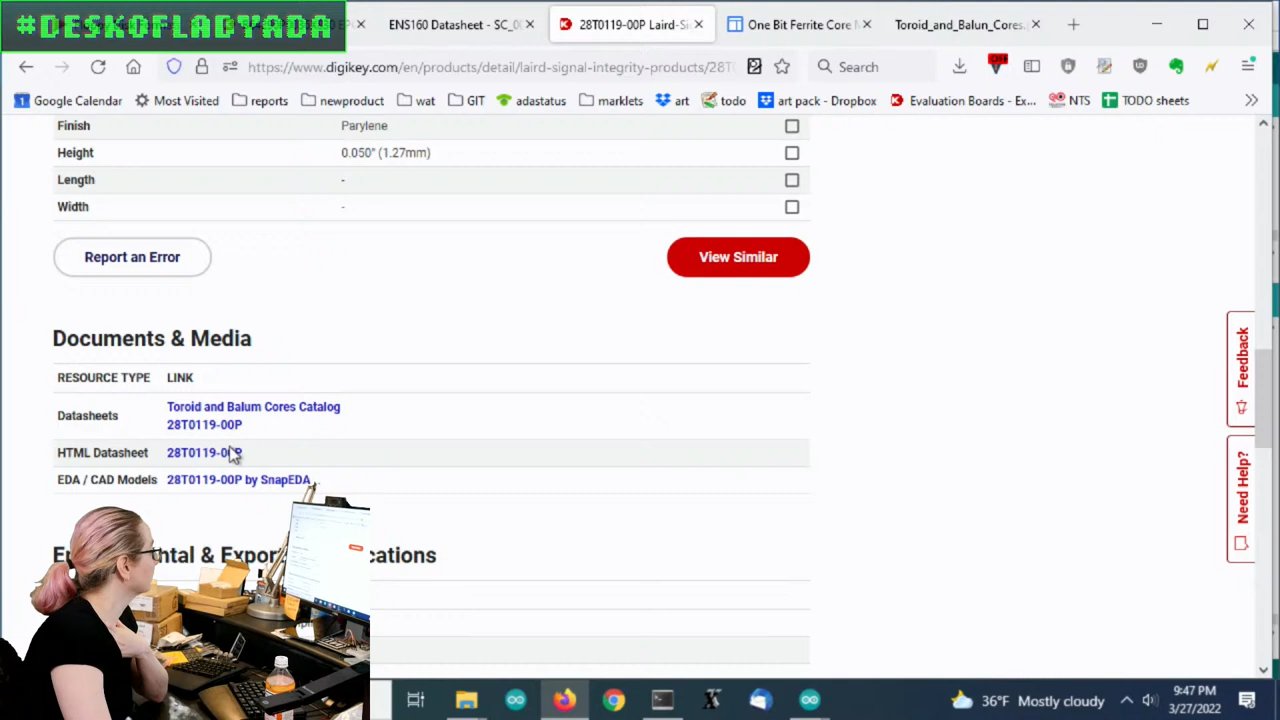 #DESKOFLADYADA
ENS160 Datasheet - SC_0
28T0119-00P Laird-Si
One Bit Ferrite Core
Toroid_and_Balun_Cores.
https://www.digikey.com/en/products/detail/laird-signal-integrity-products/28T
Search
Google Calendar
Most Visited
reports
newproduct
wat
GIT
adastatus
marklets
art
todo
art pack - Dropbox
Evaluation Boards - Ex...
NTS
TODO sheets
Finish Parylene
Height 0.050" (1.27mm)
Length -
Width -
Report an Error
View Similar
Documents & Media
RESOURCE TYPE LINK
Datasheets
Toroid and Balum Cores Catalog
28T0119-00P
HTML Datasheet 28T0119-00P
EDA / CAD Models 28T0119-00P by SnapEDA
Feedback
Need Help?
36°F Mostly cloudy
9:47 PM
3/27/2022